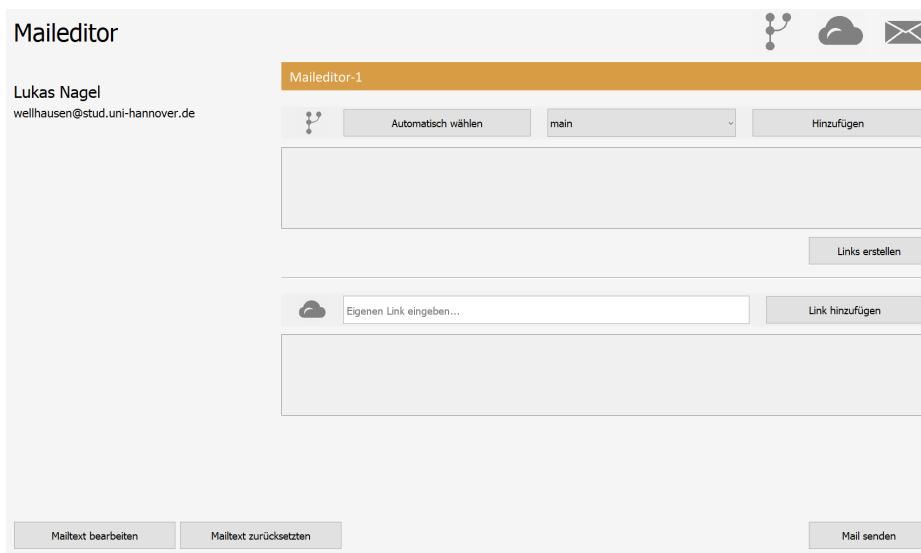 Maileditor
Lukas Nagel
wellhausen@stud.uni-hannover.de
Maileditor-1
Automatisch wählen
main
Hinzufügen
Links erstellen
Eigenen Link eingeben...
Link hinzufügen
Mailtext bearbeiten
Mailtext zurücksetzten
Mail senden